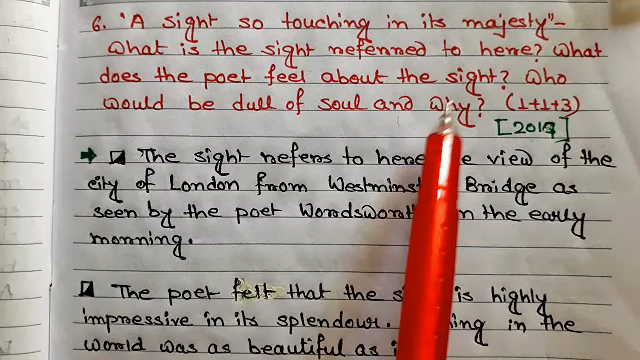 6. "A sight so touching in its majesty"-
What is the sight referred to here? What
does the poet feel about the sight? Who
would be dull of soul and why? (1+1+3)
[2019]
The sight refers to here view of the
city of London from Westminst Bridge as
seen by the poet Wordsworth in the early
morning.
The poet felt that the is highly
impressive in its splendour. in the
world was as beautiful as